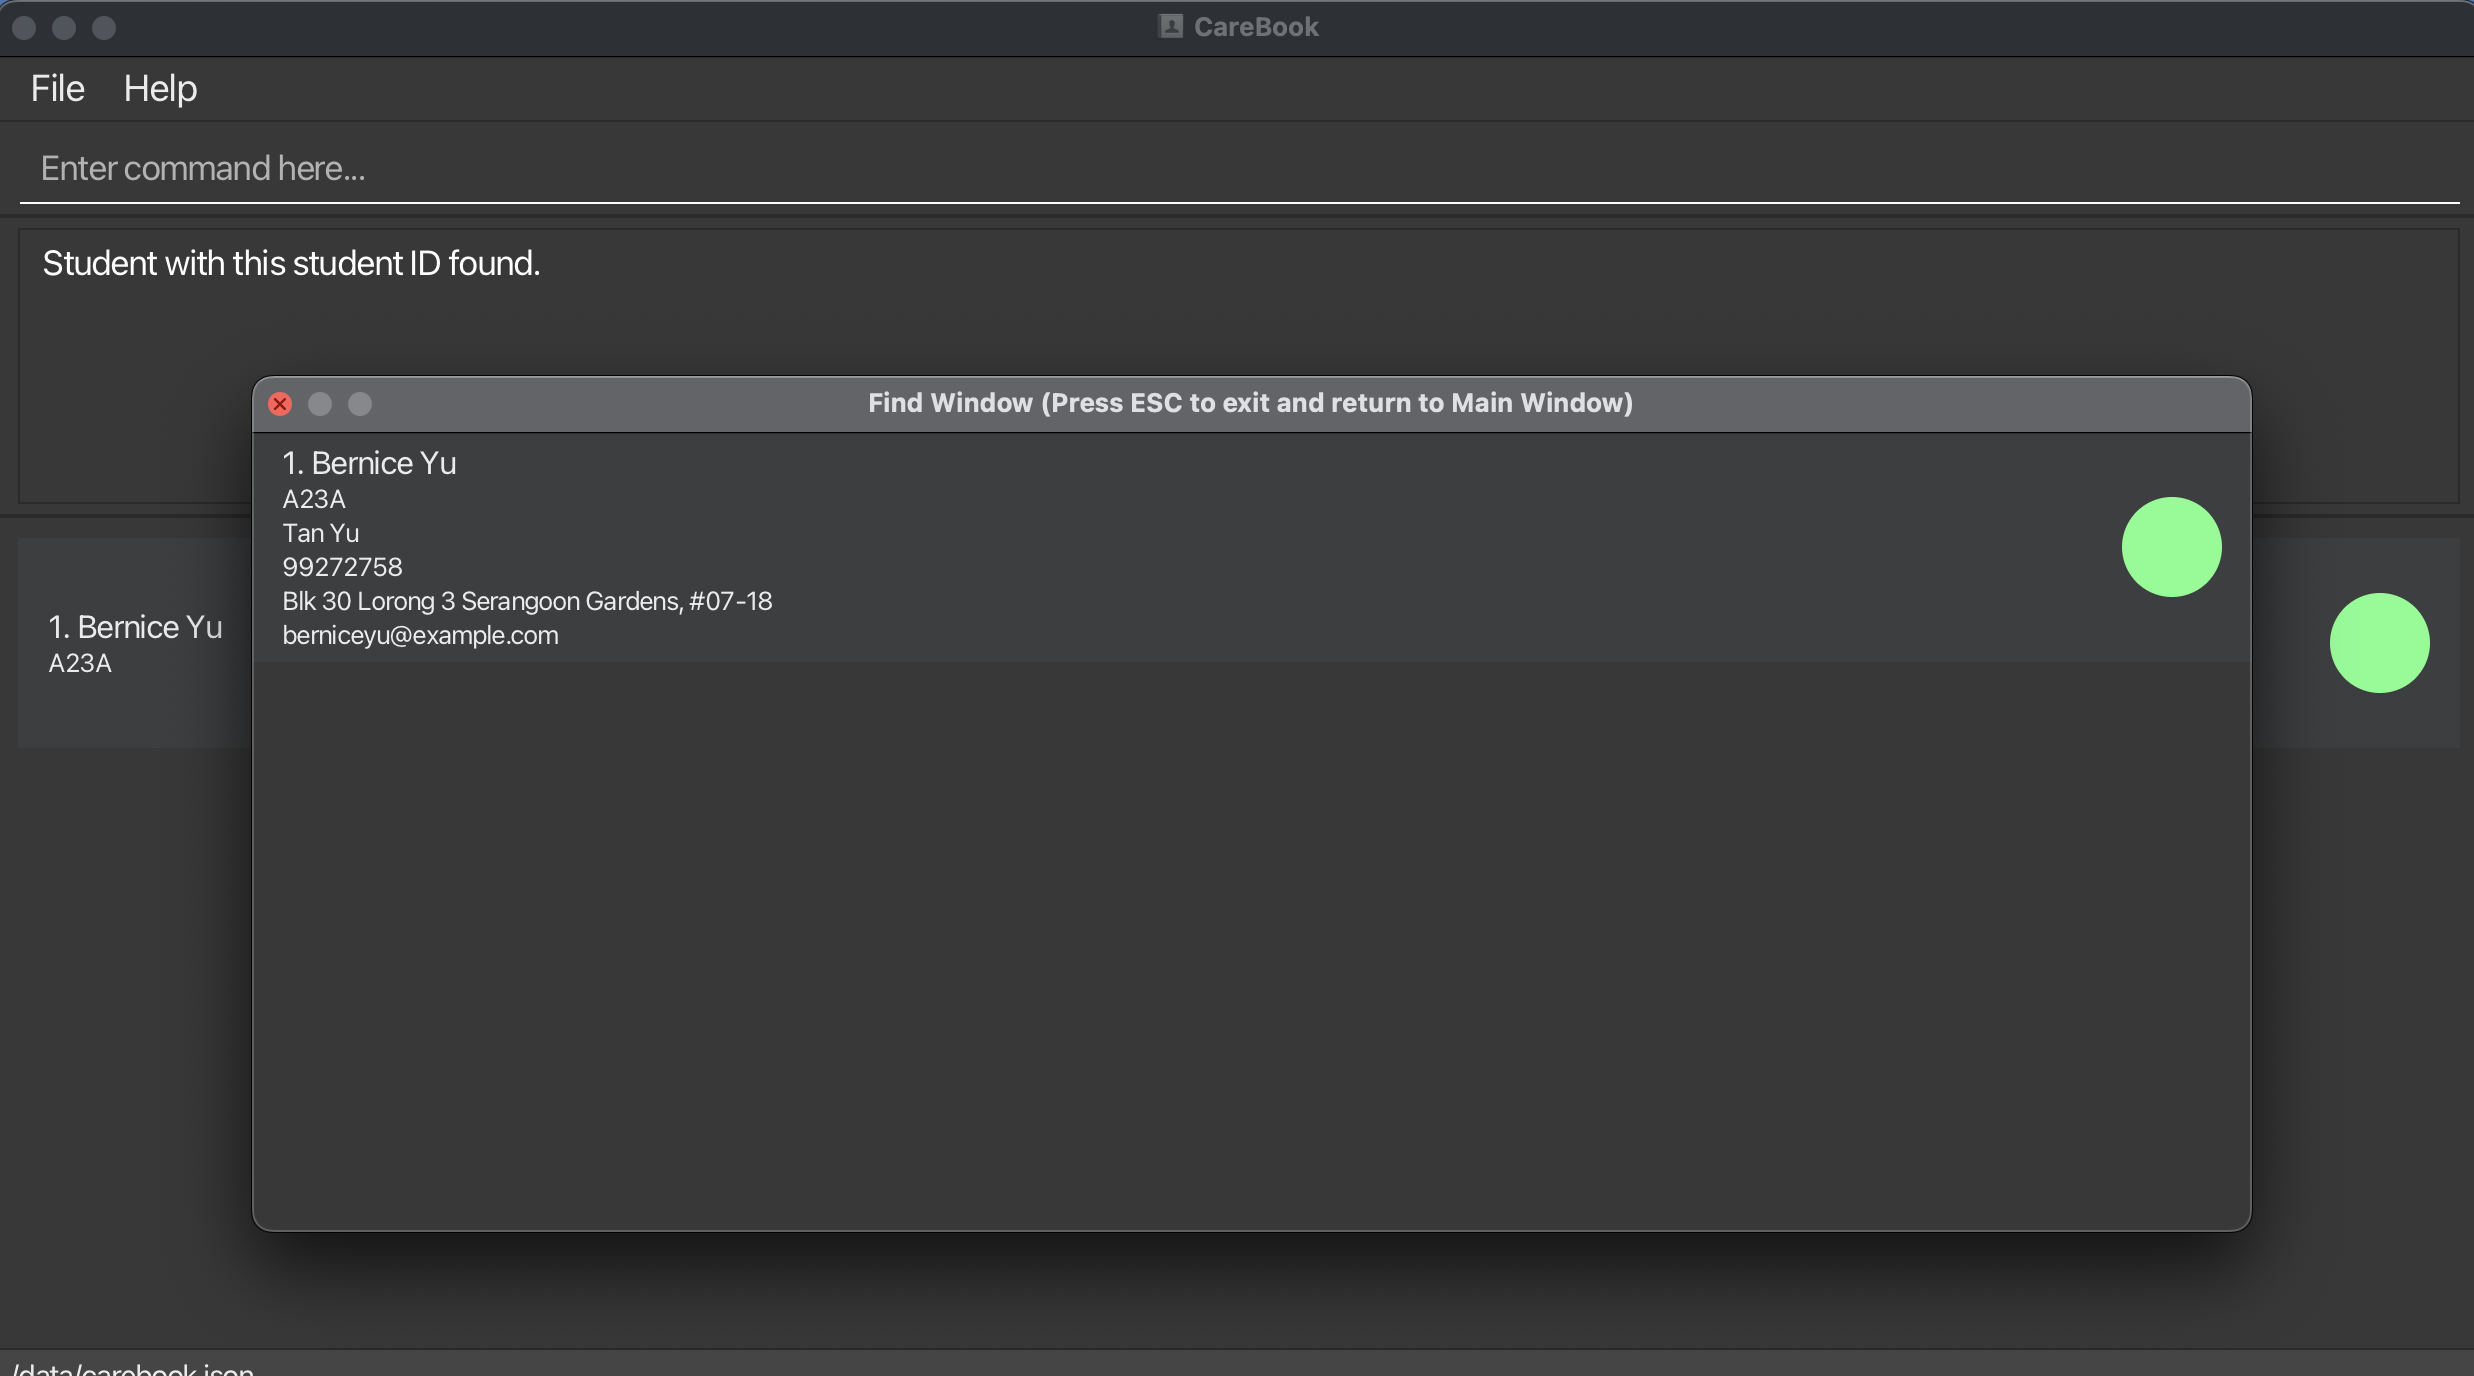 CareBook
File Help
Enter command here...
Student with this student ID found.
Find Window (Press ESC to exit and return to Main Window)
1. Bernice Yu
A23A
Tan Yu
99272758
Blk 30 Lorong 3 Serangoon Gardens, #07-18
berniceyu@example.com
1. Bernice Yu
A23A
/data/carebook.json